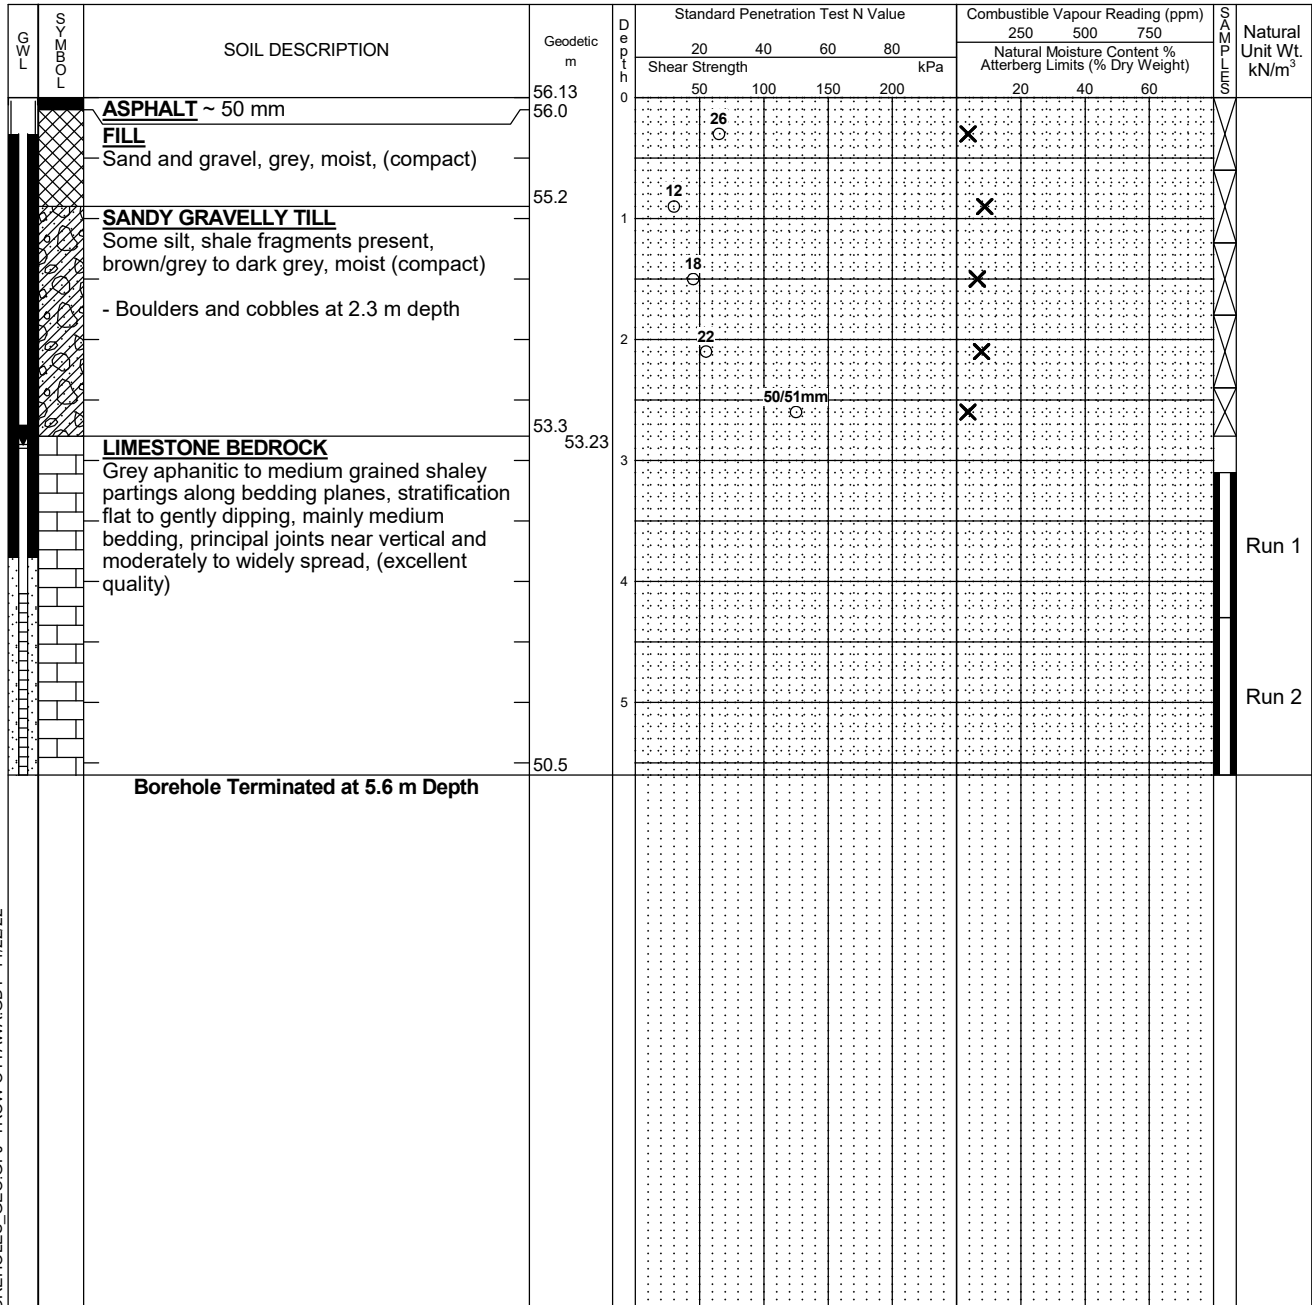 GWL
SYMBOL
SOIL DESCRIPTION
Geodetic
m
Depth
Standard Penetration Test N Value
20 40 60 80
Shear Strength kPa
50 100 150 200
Combustible Vapour Reading (ppm)
250 500 750
Natural Moisture Content %
Atterberg Limits (% Dry Weight)
20 40 60
SAMPLES
Natural
Unit Wt.
kN/m³
56.13
0
ASPHALT ~ 50 mm
56.0
FILL
Sand and gravel, grey, moist, (compact)
26
55.2
12
SANDY GRAVELLY TILL
1
Some silt, shale fragments present,
brown/grey to dark grey, moist (compact)
18
- Boulders and cobbles at 2.3 m depth
22
2
50/51mm
53.3
53.23
LIMESTONE BEDROCK
3
Grey aphanitic to medium grained shaley
partings along bedding planes, stratification
flat to gently dipping, mainly medium
bedding, principal joints near vertical and
moderately to widely spread, (excellent
quality)
Run 1
4
5
Run 2
50.5
Borehole Terminated at 5.6 m Depth